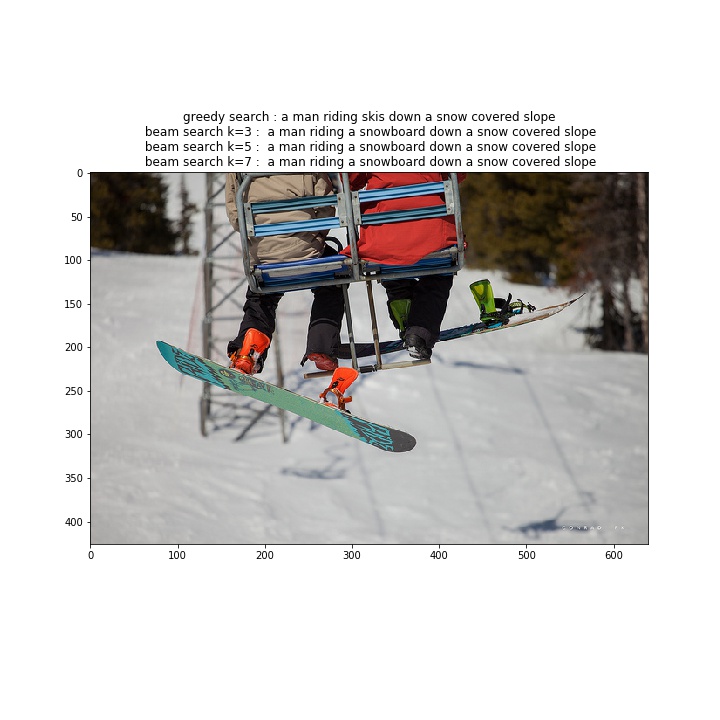 greedy search : a man riding skis down a snow covered slope
beam search k=3 :  a man riding a snowboard down a snow covered slope
beam search k=5 :  a man riding a snowboard down a snow covered slope
beam search k=7 :  a man riding a snowboard down a snow covered slope
0
50
100
150
200
250
300
350
400
0 100 200 300 400 500 600